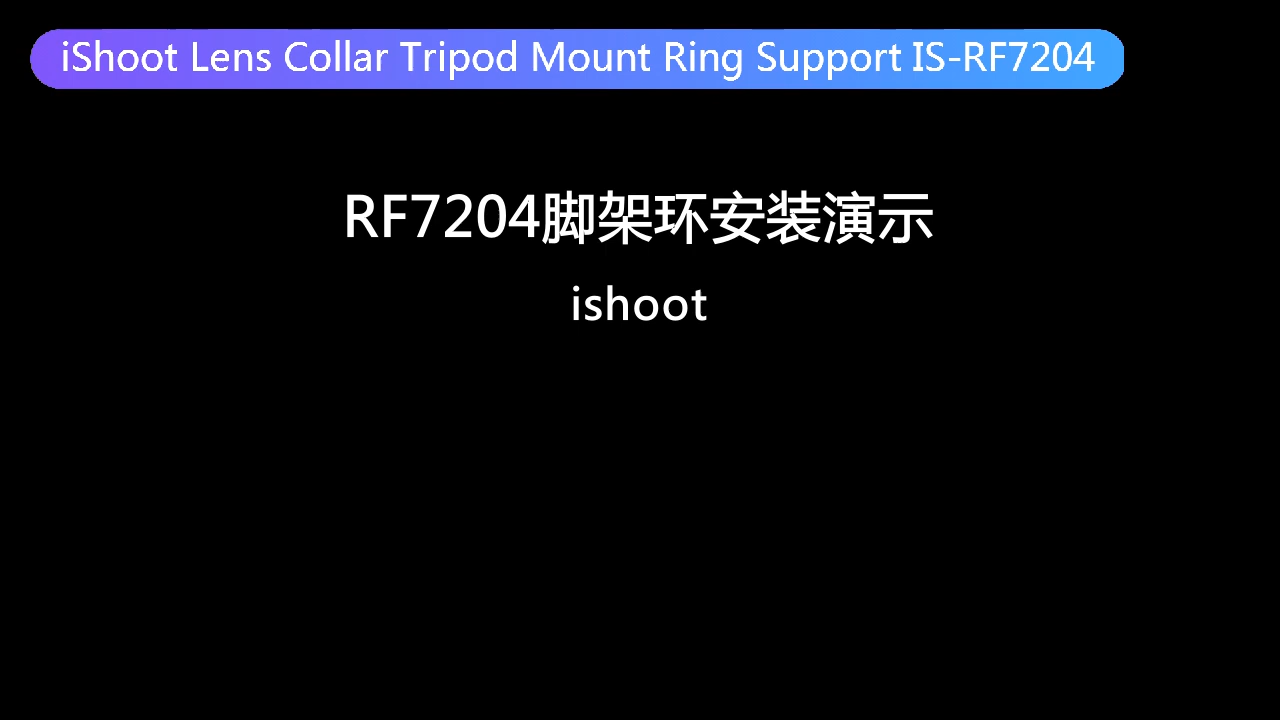 iShoot Lens Collar Tripod Mount Ring Support IS-RF7204
RF7204脚架环安装演示
ishoot